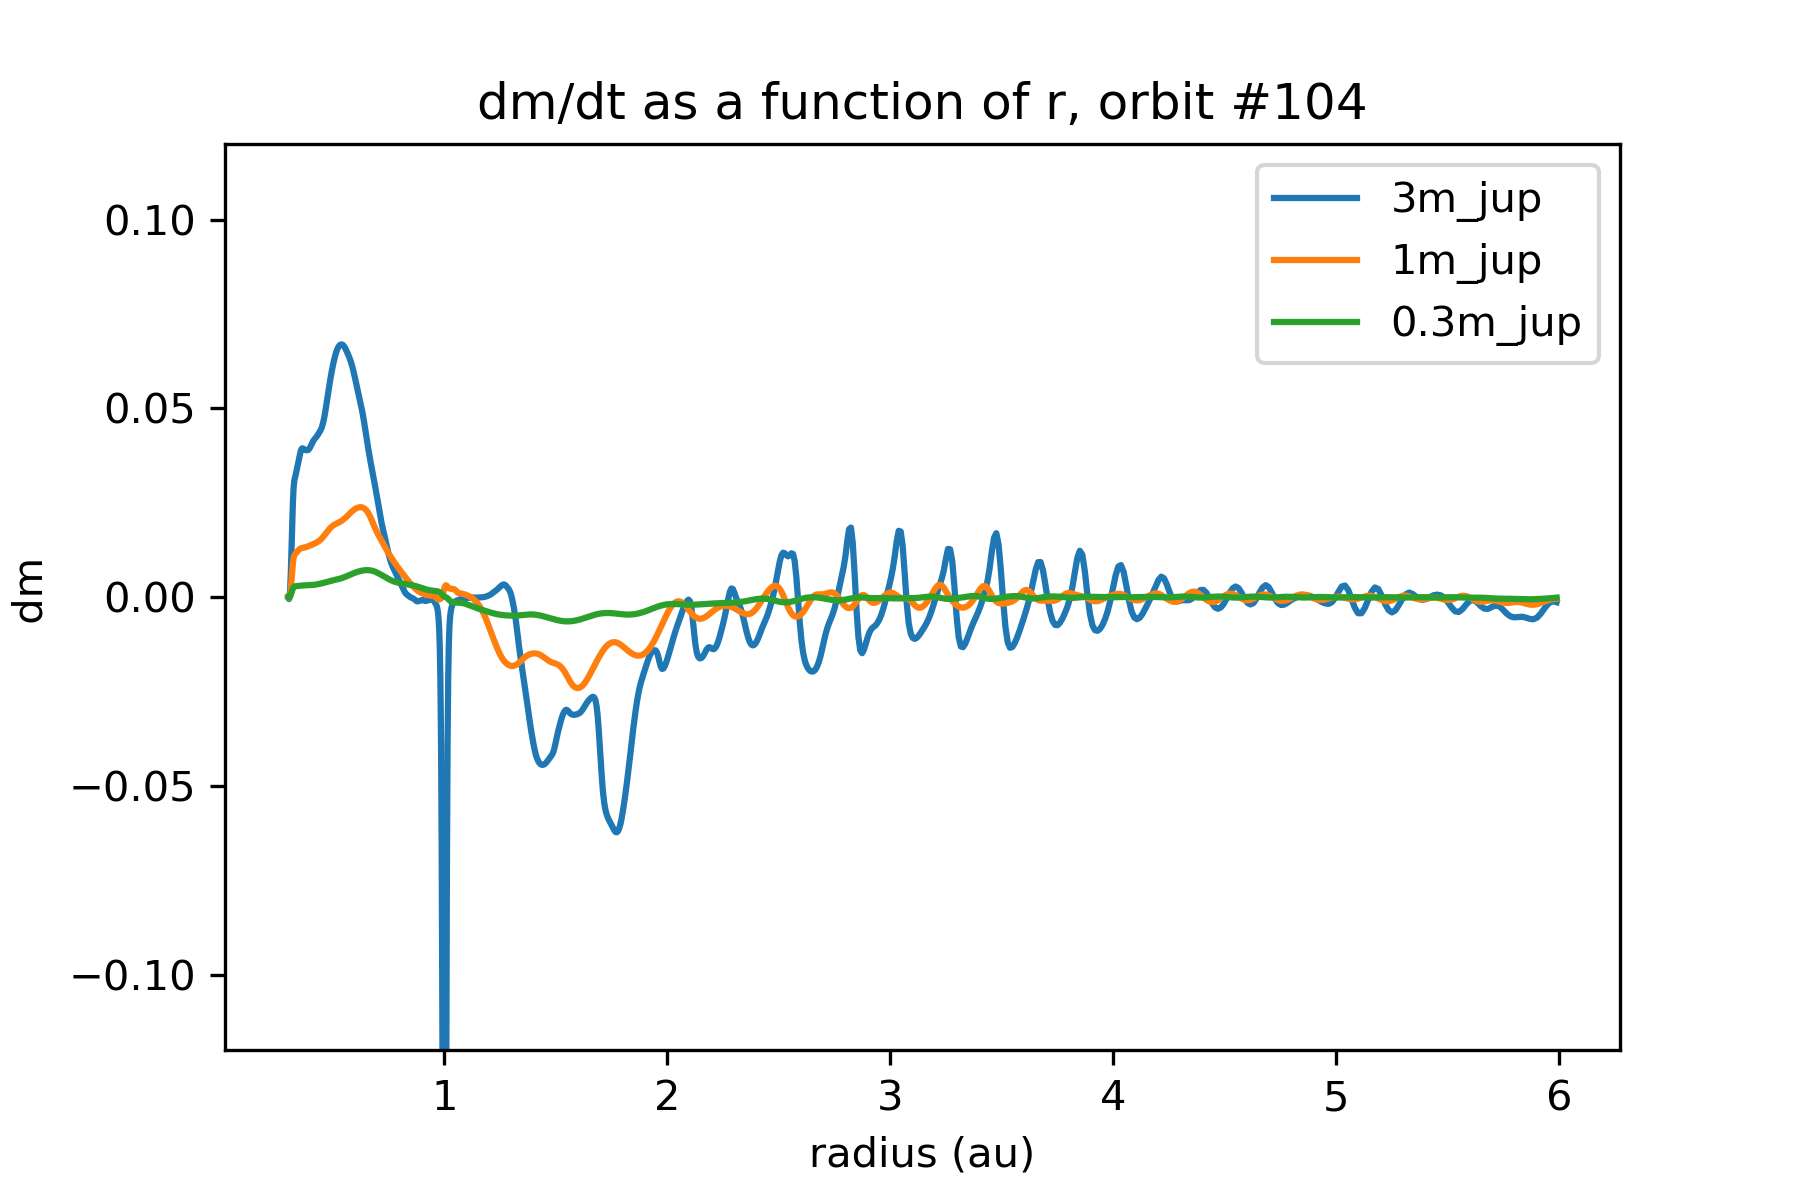 dm/dt as a function of r, orbit #104
3m_jup
1m_jup
0.3m_jup
0.10
0.05
0.00
−0.05
−0.10
dm
1 2 3 4 5 6
radius (au)